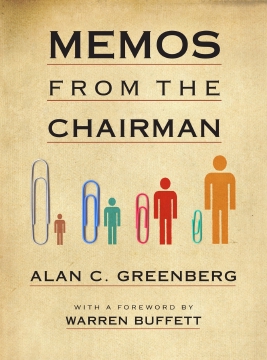 MEMOS
FROM THE
CHAIRMAN
ALAN C. GREENBERG
WITH A FOREWORD BY
WARREN BUFFETT